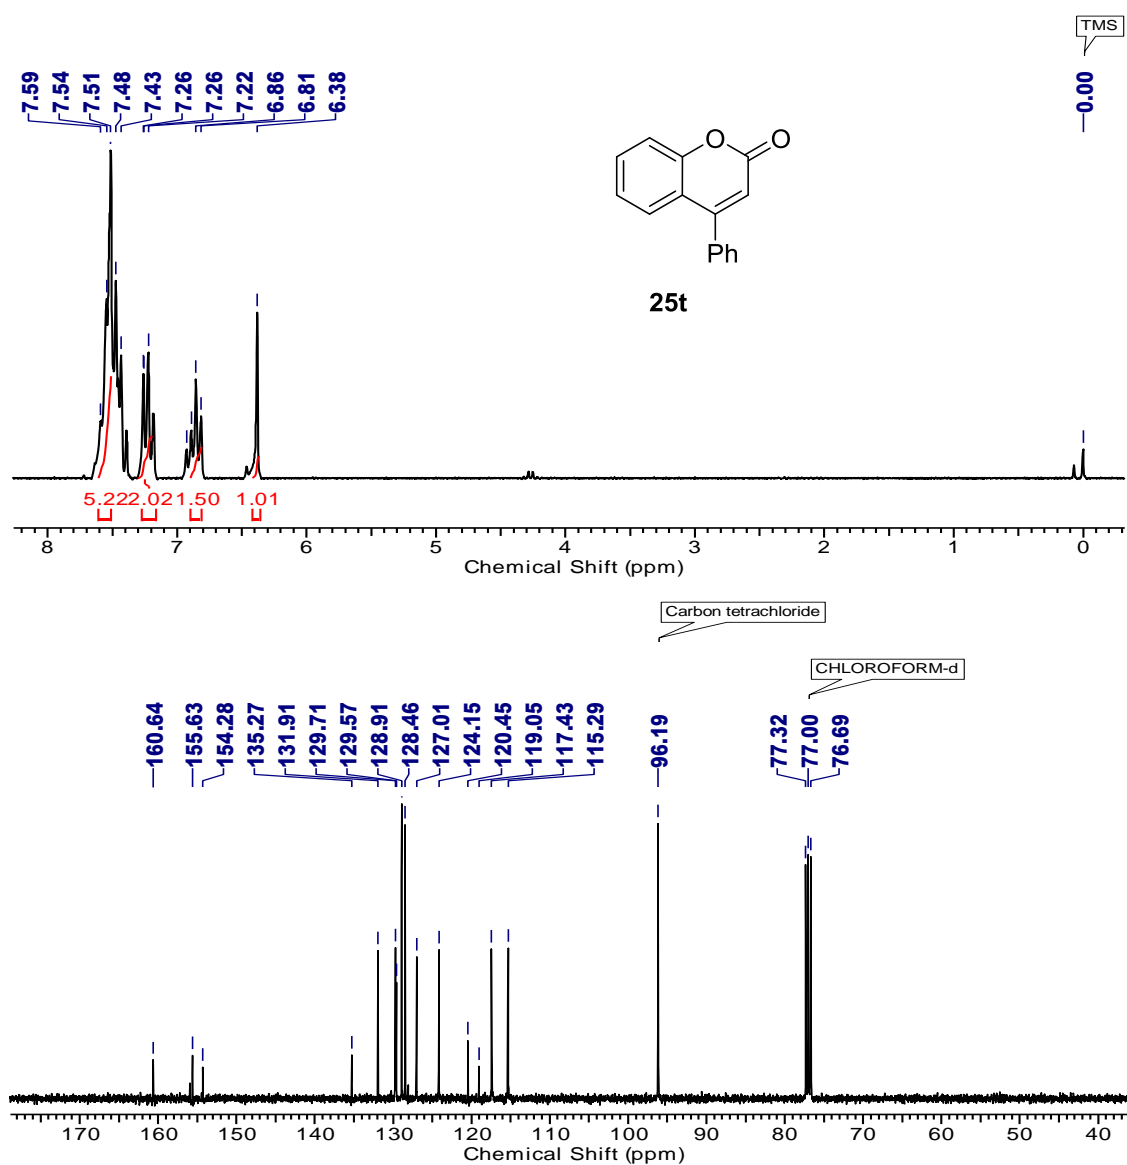 TMS
7.59 7.54 7.51 7.48 7.43 7.26 7.26 7.22 6.86 6.81 6.38 0.00
O O
Ph
25t
5.22 2.02 1.50 1.01
8 7 6 5 4 3 2 1 0
Chemical Shift (ppm)
Carbon tetrachloride
CHLOROFORM-d
160.64 155.63 154.28 135.27 131.91 129.71 129.57 128.91 128.46 127.01 124.15 120.45 119.05 117.43 115.29 96.19 77.32 77.00 76.69
170 160 150 140 130 120 110 100 90 80 70 60 50 40
Chemical Shift (ppm)